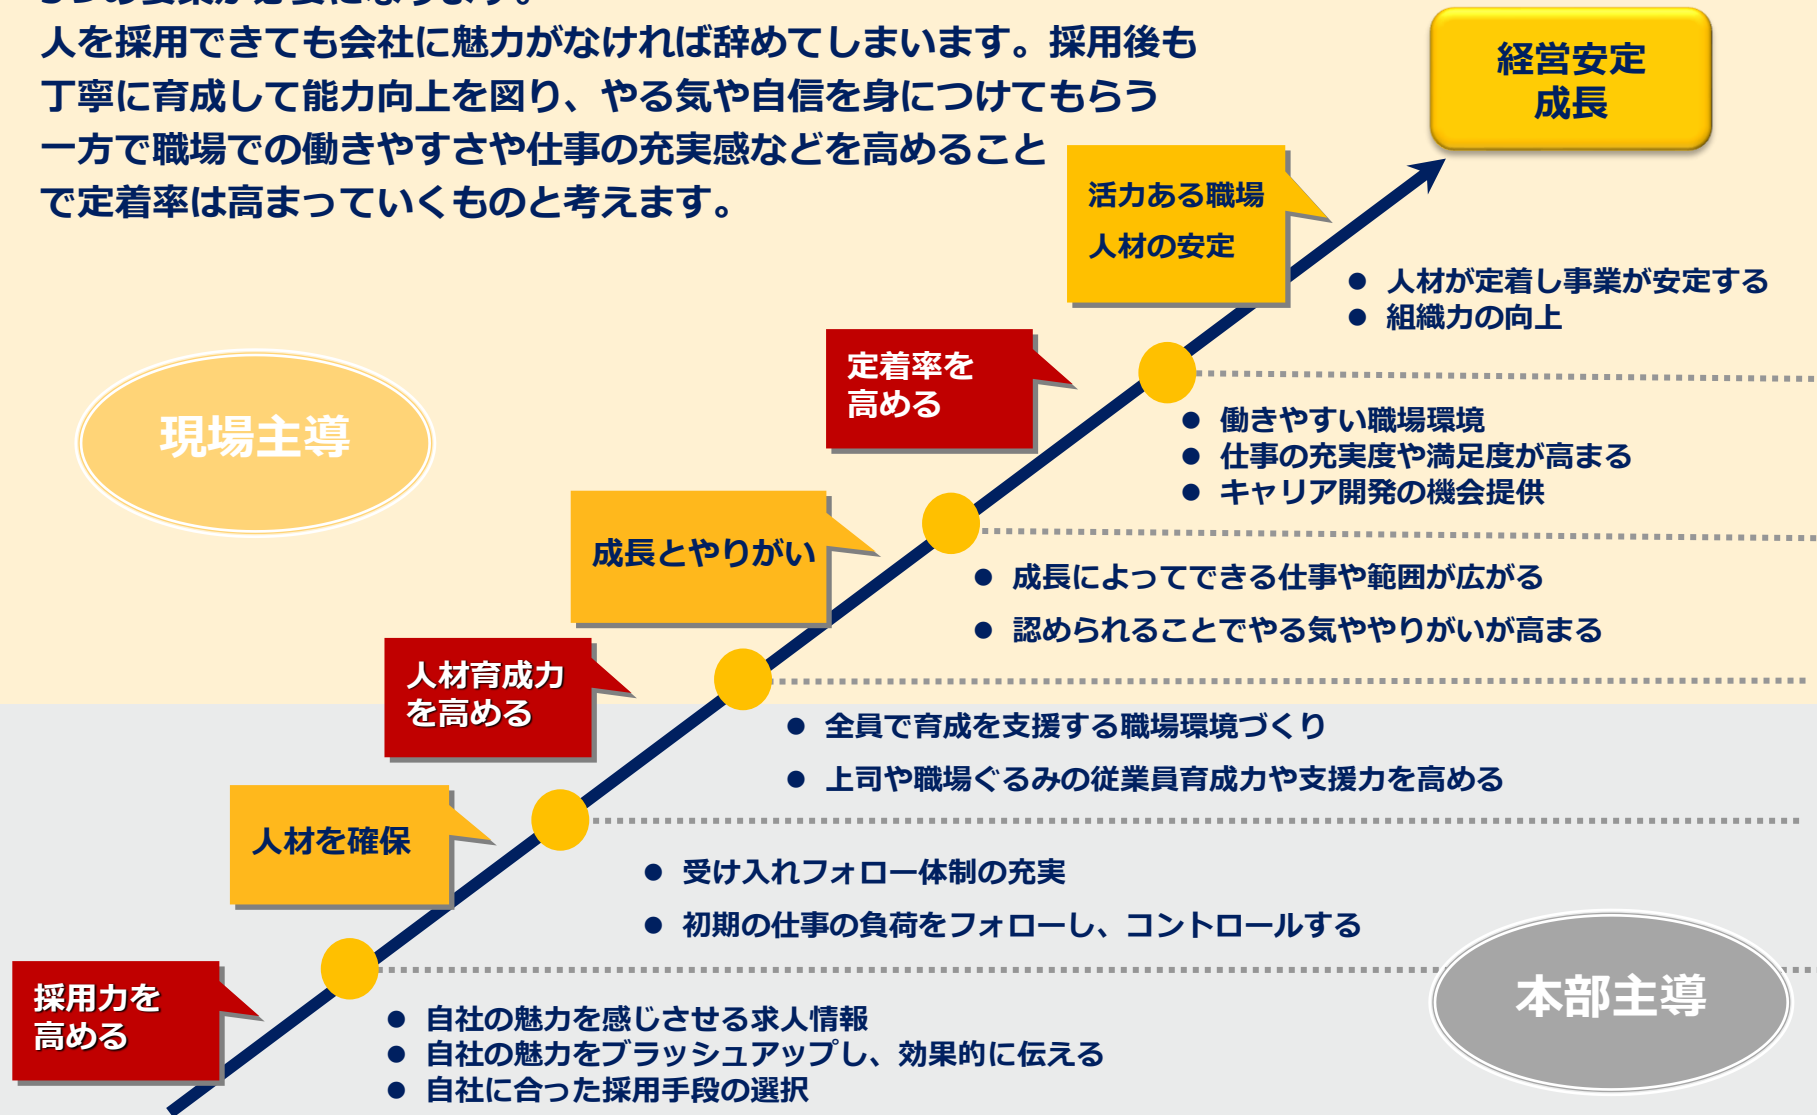 人を採用できても会社に魅力がなければ辞めてしまいます。採用後も
丁寧に育成して能力向上を図り、やる気や自信を身につけてもらう
一方で職場での働きやすさや仕事の充実感などを高めること
で定着率は高まっていくものと考えます。
経営安定
成長
活力ある職場
人材の安定
● 人材が定着し事業が安定する
● 組織力の向上
定着率を
高める
● 働きやすい職場環境
● 仕事の充実度や満足度が高まる
● キャリア開発の機会提供
現場主導
成長とやりがい
● 成長によってできる仕事や範囲が広がる
● 認められることでやる気ややりがいが高まる
人材育成力
を高める
● 全員で育成を支援する職場環境づくり
● 上司や職場ぐるみの従業員育成力や支援力を高める
人材を確保
● 受け入れフォロー体制の充実
● 初期の仕事の負荷をフォローし、コントロールする
本部主導
採用力を
高める
● 自社の魅力を感じさせる求人情報
● 自社の魅力をブラッシュアップし、効果的に伝える
● 自社に合った採用手段の選択